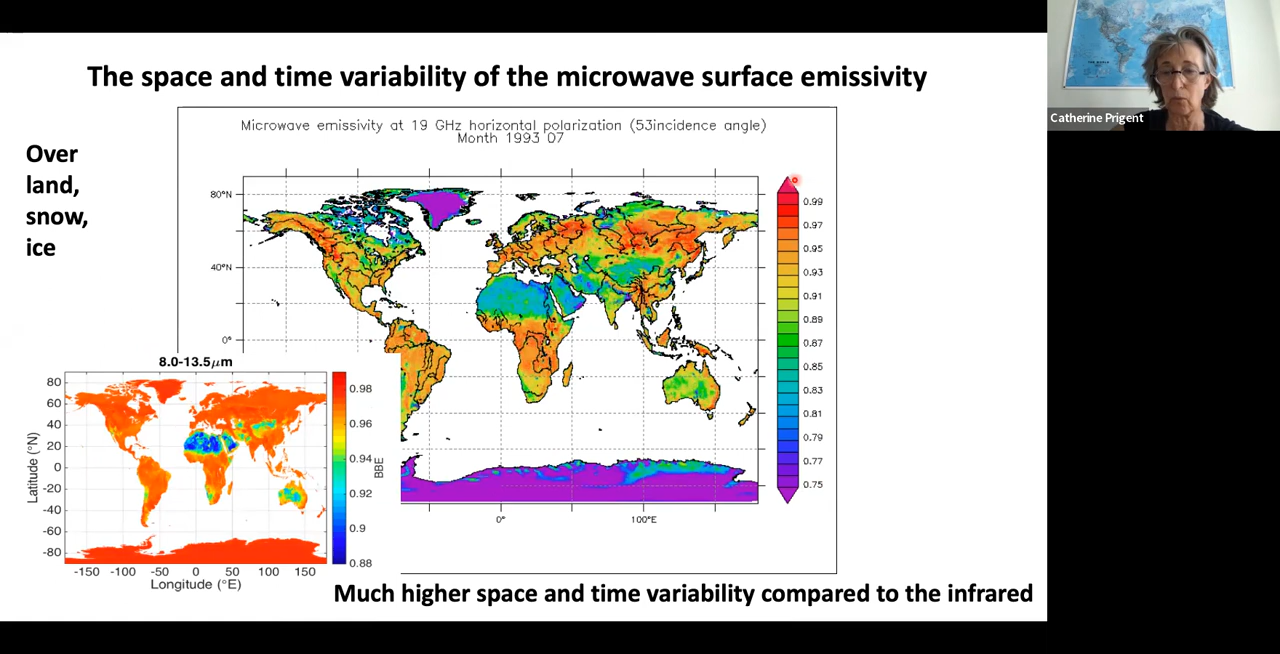 The space and time variability of the microwave surface emissivity
Catherine Prigent
Over
land,
snow,
ice
Microwave emissivity at 19 GHz horizontal polarization (53incidence angle)
Month 1993 07
80°N
40°N
0°
0°
100°E
0.99
0.97
0.95
0.93
0.91
0.89
0.87
0.85
0.83
0.81
0.79
0.77
0.75
8.0-13.5μm
80
60
40
20
0
-20
-40
-60
-80
Latitude (°N)
-150 -100 -50 0 50 100 150
Longitude (°E)
0.98
0.96
0.94
0.92
0.9
0.88
BBE
Much higher space and time variability compared to the infrared